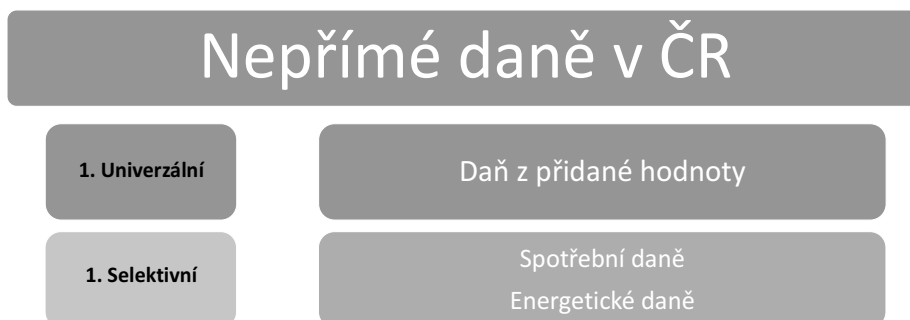 Nepřímé daně v ČR
1. Univerzální
Daň z přidané hodnoty
1. Selektivní
Spotřební daně
Energetické daně